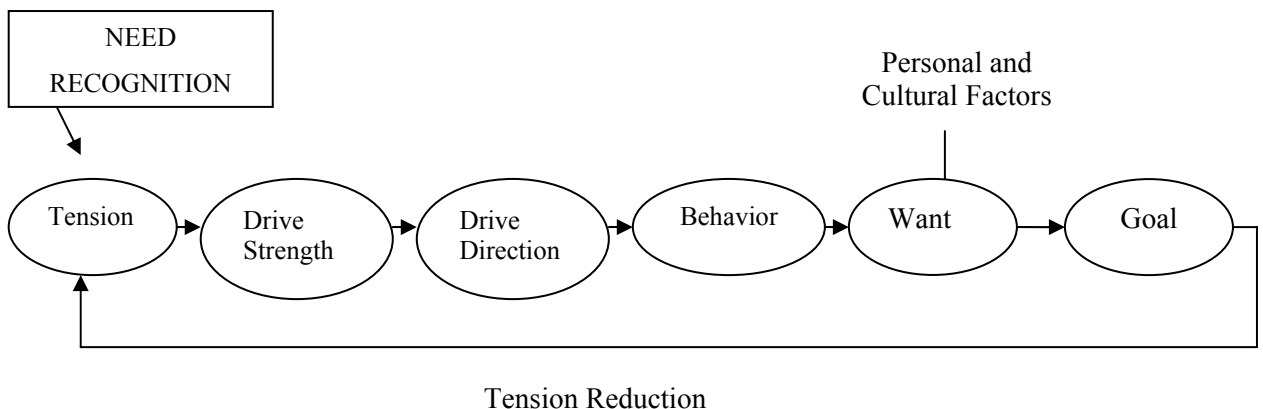 NEED
RECOGNITION
Personal and
Cultural Factors
Tension
Drive
Strength
Drive
Direction
Behavior
Want
Goal
Tension Reduction